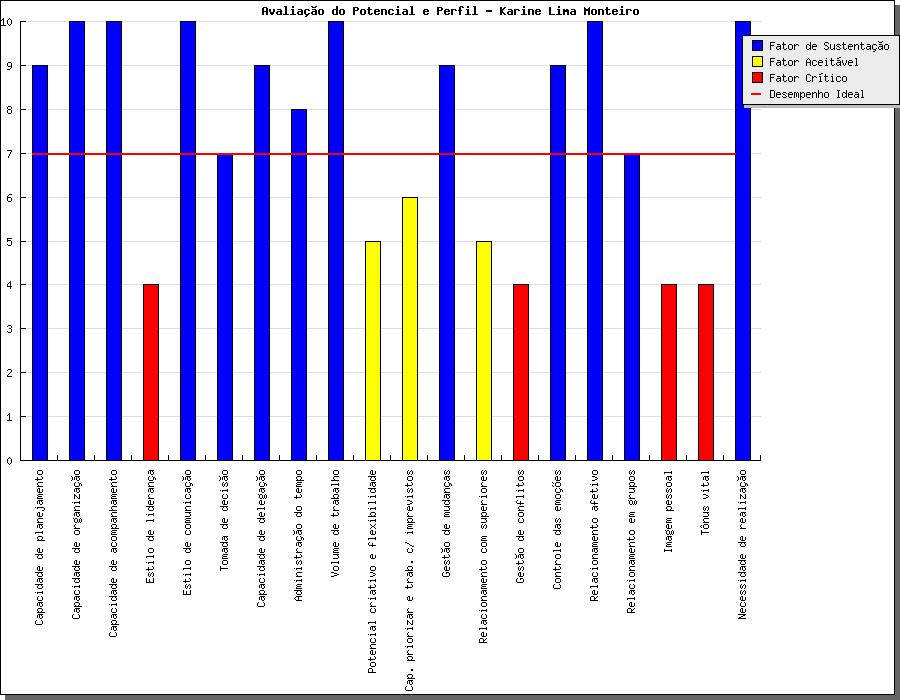 Avaliação do Potencial e Perfil - Karine Lima Monteiro
10
9
8
7
6
5
4
3
2
1
0
Fator de Sustentação
Fator Aceitável
Fator Crítico
Desempenho Ideal
Capacidade de planejamento
Capacidade de organização
Capacidade de acompanhamento
Estilo de liderança
Estilo de comunicação
Tomada de decisão
Capacidade de delegação
Administração do tempo
Volume de trabalho
Potencial criativo e flexibilidade
Cap. priorizar e trab. c/ imprevistos
Gestão de mudanças
Relacionamento com superiores
Gestão de conflitos
Controle das emoções
Relacionamento afetivo
Relacionamento em grupos
Imagem pessoal
Tônus vital
Necessidade de realização